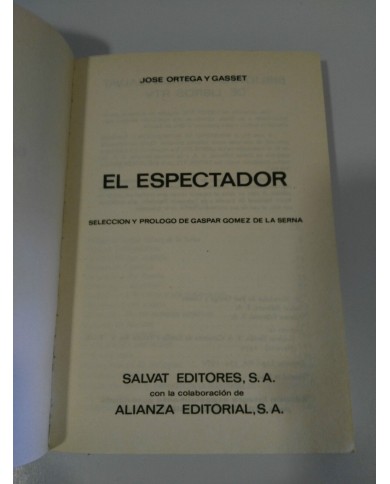 JOSE ORTEGA Y GASSET
EL ESPECTADOR
SELECCION Y PROLOGO DE GASPAR GOMEZ DE LA SERNA
SALVAT EDITORES, S.A.
con la colaboración de
ALIANZA EDITORIAL, S.A.